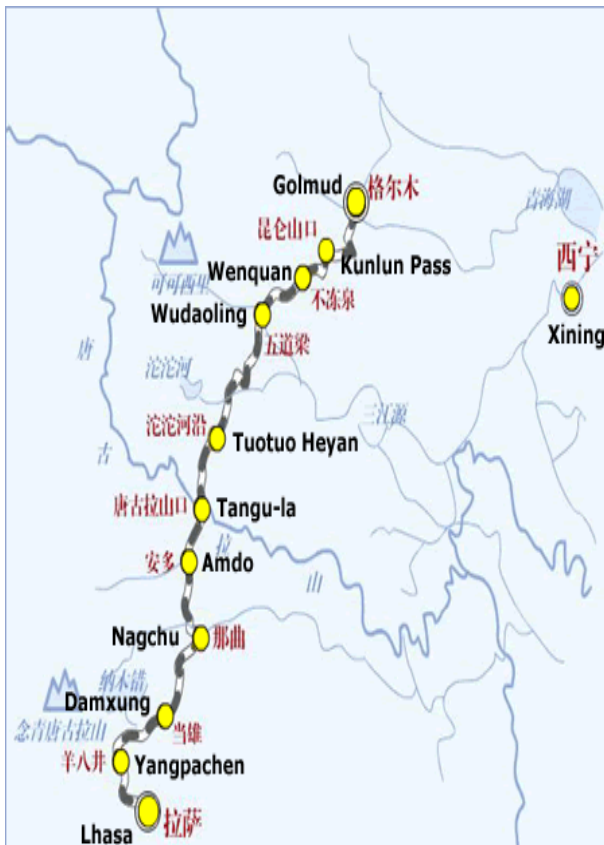 Golmud 格尔木
青海湖
昆仑山口
西宁
Wenquan
Kunlun Pass
可可西里
不冻泉
Wudaoling
Xining
五道梁
唐
沱沱河
三江源
沱沱河沿
Tuotuo Heyan
古
唐古拉山口
Tangu-la
拉
安多
Amdo
山
Nagchu
那曲
纳木错
Damxung
当雄
念青唐古拉山
羊八井
Yangpachen
拉萨
Lhasa